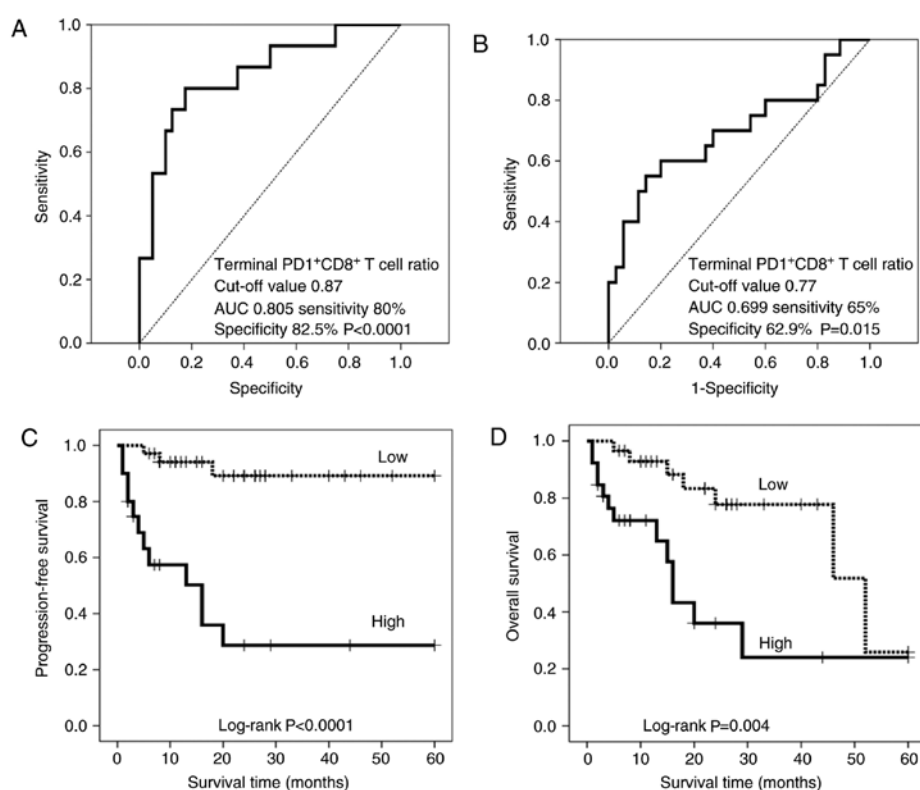 A
1.0
0.8
0.6
0.4
0.2
0.0
Sensitivity
Terminal PD1⁺CD8⁺ T cell ratio
Cut-off value 0.87
AUC 0.805 sensitivity 80%
Specificity 82.5% P<0.0001
0.0 0.2 0.4 0.6 0.8 1.0
Specificity
B
1.0
0.8
0.6
0.4
0.2
0.0
Sensitivity
Terminal PD1⁺CD8⁺ T cell ratio
Cut-off value 0.77
AUC 0.699 sensitivity 65%
Specificity 62.9% P=0.015
0.0 0.2 0.4 0.6 0.8 1.0
1-Specificity
C
1.0
0.8
0.6
0.4
0.2
0.0
Progression-free survival
Low
High
Log-rank P<0.0001
0 10 20 30 40 50 60
Survival time (months)
D
1.0
0.8
0.6
0.4
0.2
0.0
Overall survival
Low
High
Log-rank P=0.004
0 10 20 30 40 50 60
Survival time (months)